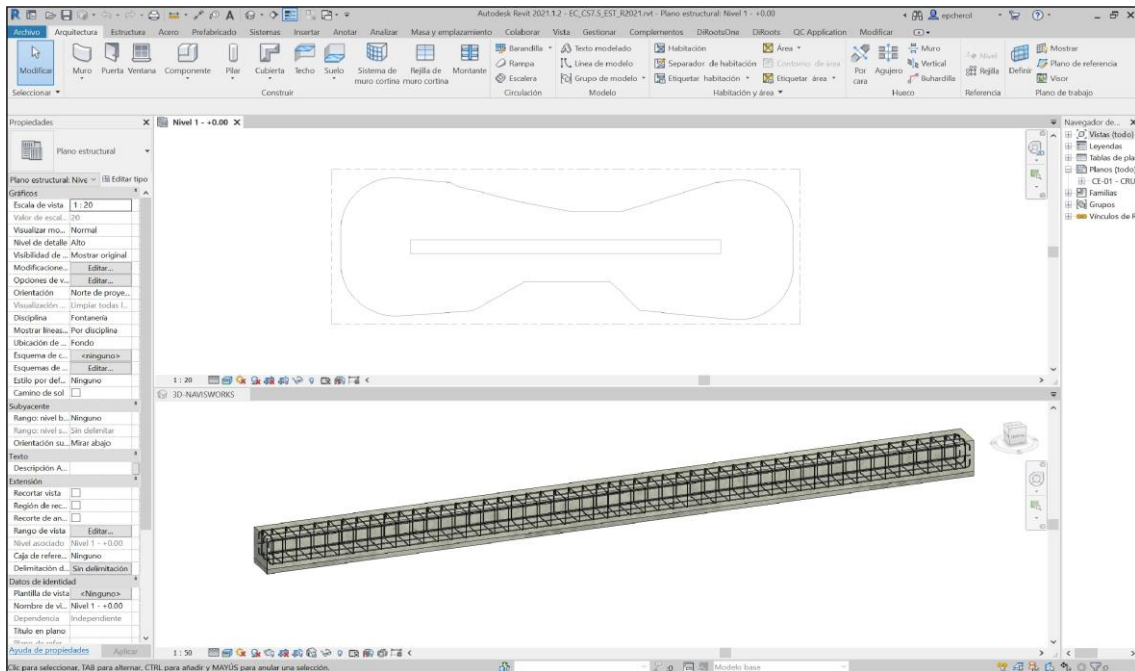 Autodesk Revit 2021.1.2 - EC_CS7.5_EST_R2021.rvt - Plano estructural: Nivel 1 - +0.00
epcherol
Archivo Arquitectura Estructura Acero Prefabricado Sistemas Insertar Anotar Analizar Masa y emplazamiento Colaborar Vista Gestionar Complementos DiRootsOne DiRoots QC Application Modificar
Modificar
Muro Puerta Ventana Componente Pilar Cubierta Techo Suelo Sistema de muro cortina Rejilla de muro cortina Montante
Barandilla
Rampa
Escalera
Texto modelado
Línea de modelo
Grupo de modelo
Habitación
Separador de habitación
Etiquetar habitación
Área
Contorno de área
Etiquetar área
Por cara
Agujero
Muro
Vertical
Buhardilla
Nivel
Rejilla
Definir
Mostrar
Plano de referencia
Visor
Seleccionar Construir Circulación Modelo Habitación y área Hueco Referencia Plano de trabajo
Propiedades
Plano estructural
Plano estructural: Nive Editar tipo
Gráficos
Escala de vista 1 : 20
Valor de escal... 20
Visualizar mo... Normal
Nivel de detalle Alto
Visibilidad de ... Mostrar original
Modificacione... Editar...
Opciones de v... Editar...
Orientación Norte de proye...
Visualización ... Limpiar todas l...
Disciplina Fontanería
Mostrar líneas... Por disciplina
Ubicación de ... Fondo
Esquema de c... <ninguno>
Esquemas de ... Editar...
Estilo por def... Ninguno
Camino de sol
Subyacente
Rango: nivel b... Ninguno
Rango: nivel s... Sin delimitar
Orientación su... Mirar abajo
Texto
Descripción A...
Extensión
Recortar vista
Región de rec...
Recorte de an...
Rango de vista Editar...
Nivel asociado Nivel 1 - +0.00
Caja de refere... Ninguno
Delimitación d... Sin delimitación
Datos de identidad
Plantilla de vista <Ninguno>
Nombre de vi... Nivel 1 - +0.00
Dependencia Independiente
Título en plano
Ayuda de propiedades Aplicar
Nivel 1 - +0.00
1 : 20
3D-NAVISWORKS
1 : 50
Navegador de...
Vistas (todo)
Leyendas
Tablas de pla
Planos (todo)
CE-01 - CRU
Familias
Grupos
Vínculos de R
Clic para seleccionar, TAB para alternar, CTRL para añadir y MAYÚS para anular una selección.
:0
Modelo base
:0